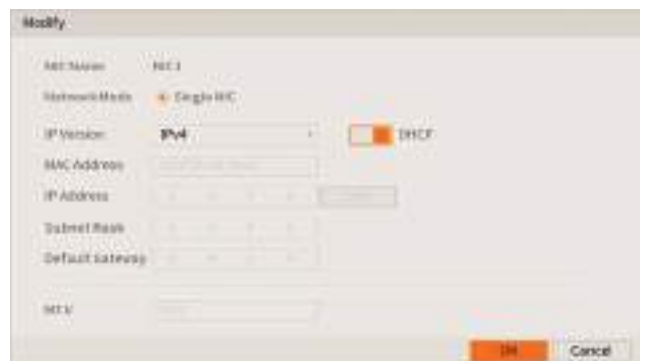 Modify
NIC Name NIC1
Network Mode Single NIC
IP Version IPv4 DHCP
MAC Address
IP Address
Subnet Mask
Default Gateway
MTU
OK Cancel